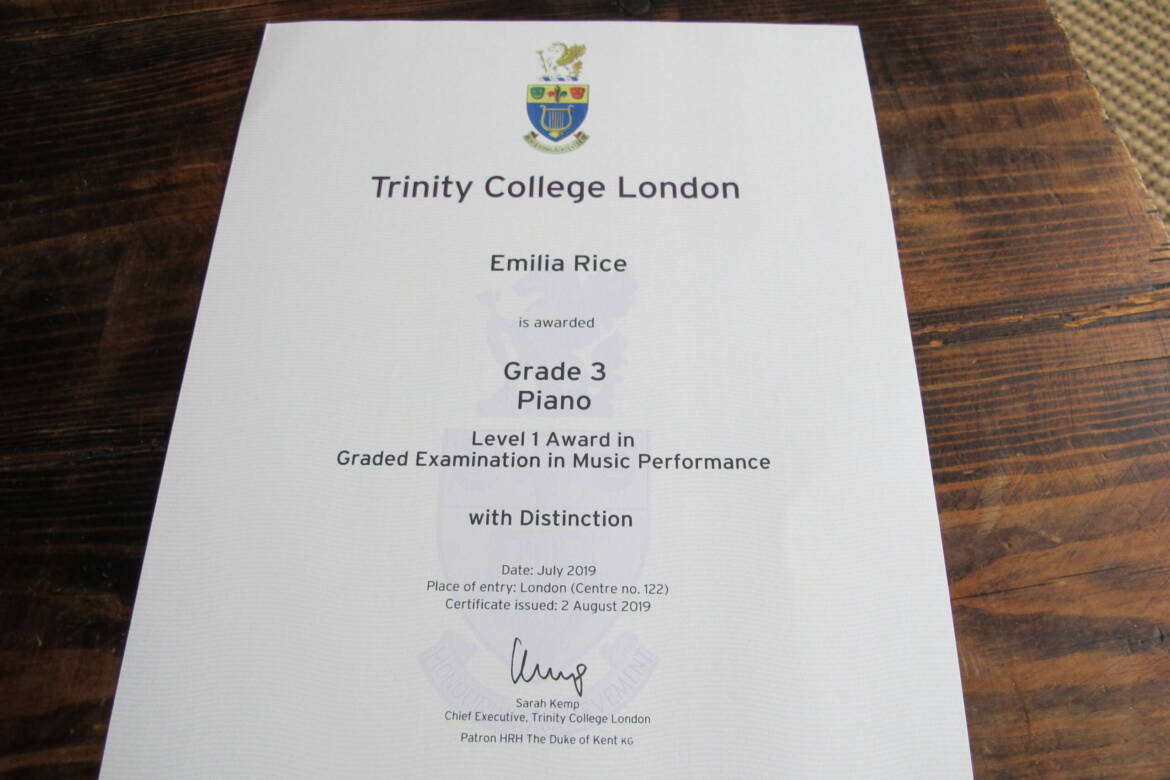 Trinity College London
Emilia Rice
is awarded
Grade 3
Piano
Level 1 Award in
Graded Examination in Music Performance
with Distinction
Date: July 2019
Place of entry: London (Centre no. 122)
Certificate issued: 2 August 2019
Sarah Kemp
Chief Executive, Trinity College London
Patron HRH The Duke of Kent KG